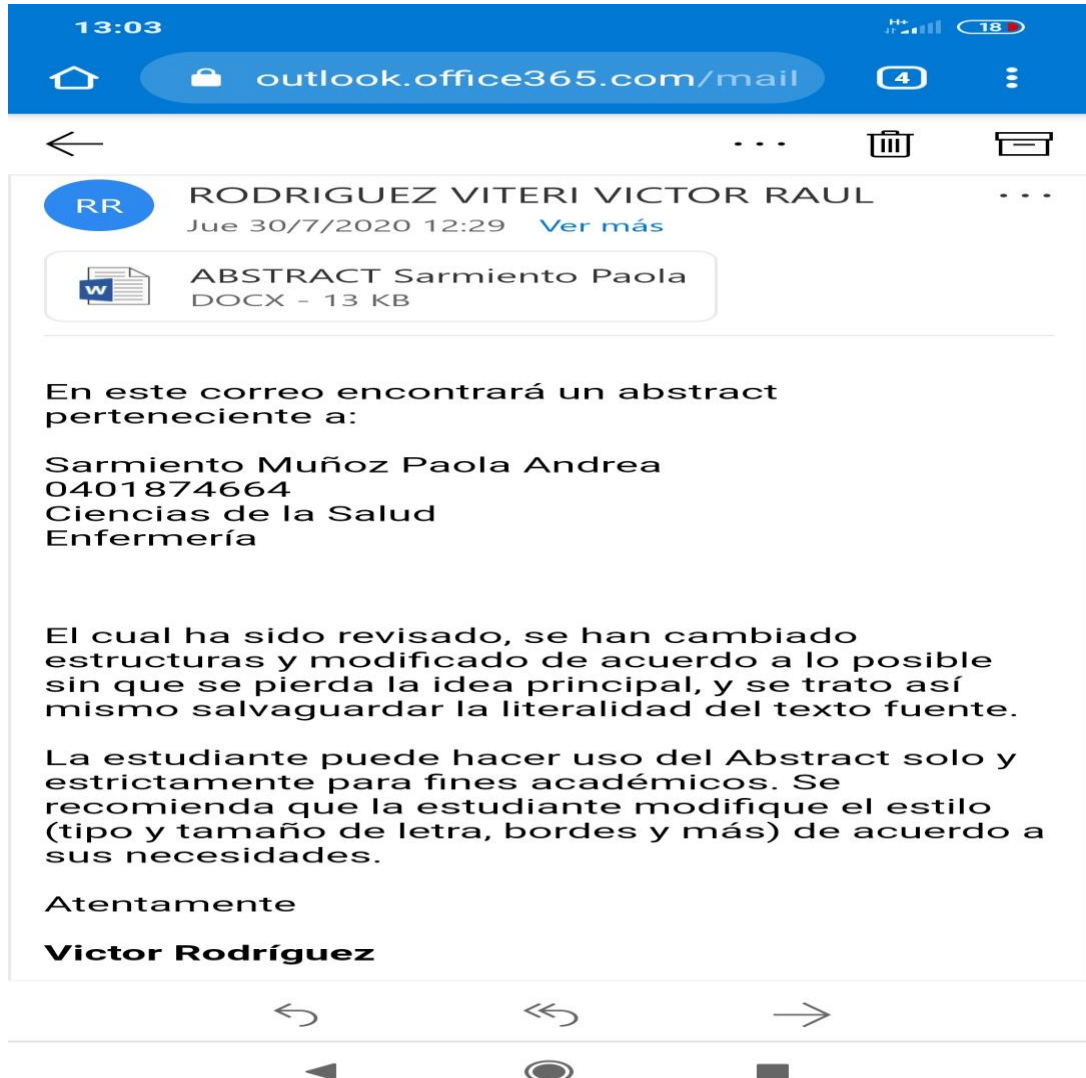 13:03
H+
18
outlook.office365.com/mail
4
RR
RODRIGUEZ VITERI VICTOR RAUL
Jue 30/7/2020 12:29 Ver más
W
ABSTRACT Sarmiento Paola
DOCX - 13 KB
En este correo encontrará un abstract
perteneciente a:
Sarmiento Muñoz Paola Andrea
0401874664
Ciencias de la Salud
Enfermería
El cual ha sido revisado, se han cambiado
estructuras y modificado de acuerdo a lo posible
sin que se pierda la idea principal, y se trato así
mismo salvaguardar la literalidad del texto fuente.
La estudiante puede hacer uso del Abstract solo y
estrictamente para fines académicos. Se
recomienda que la estudiante modifique el estilo
(tipo y tamaño de letra, bordes y más) de acuerdo a
sus necesidades.
Atentamente
Victor Rodríguez